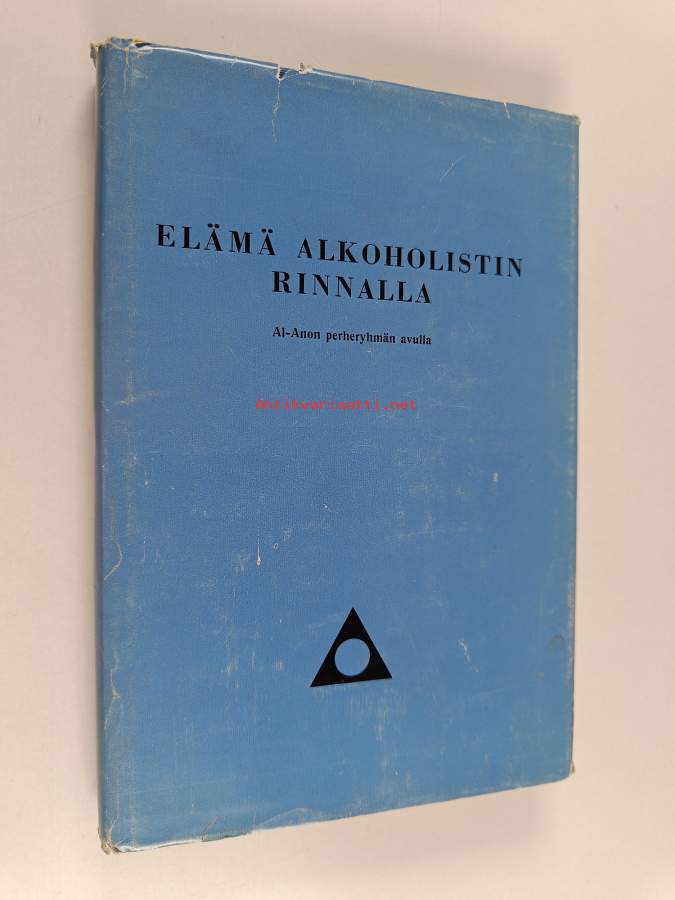 ELÄMÄ ALKOHOLISTIN
RINNALLA
Al-Anon perheryhmän avulla
Antikvariaatti.net